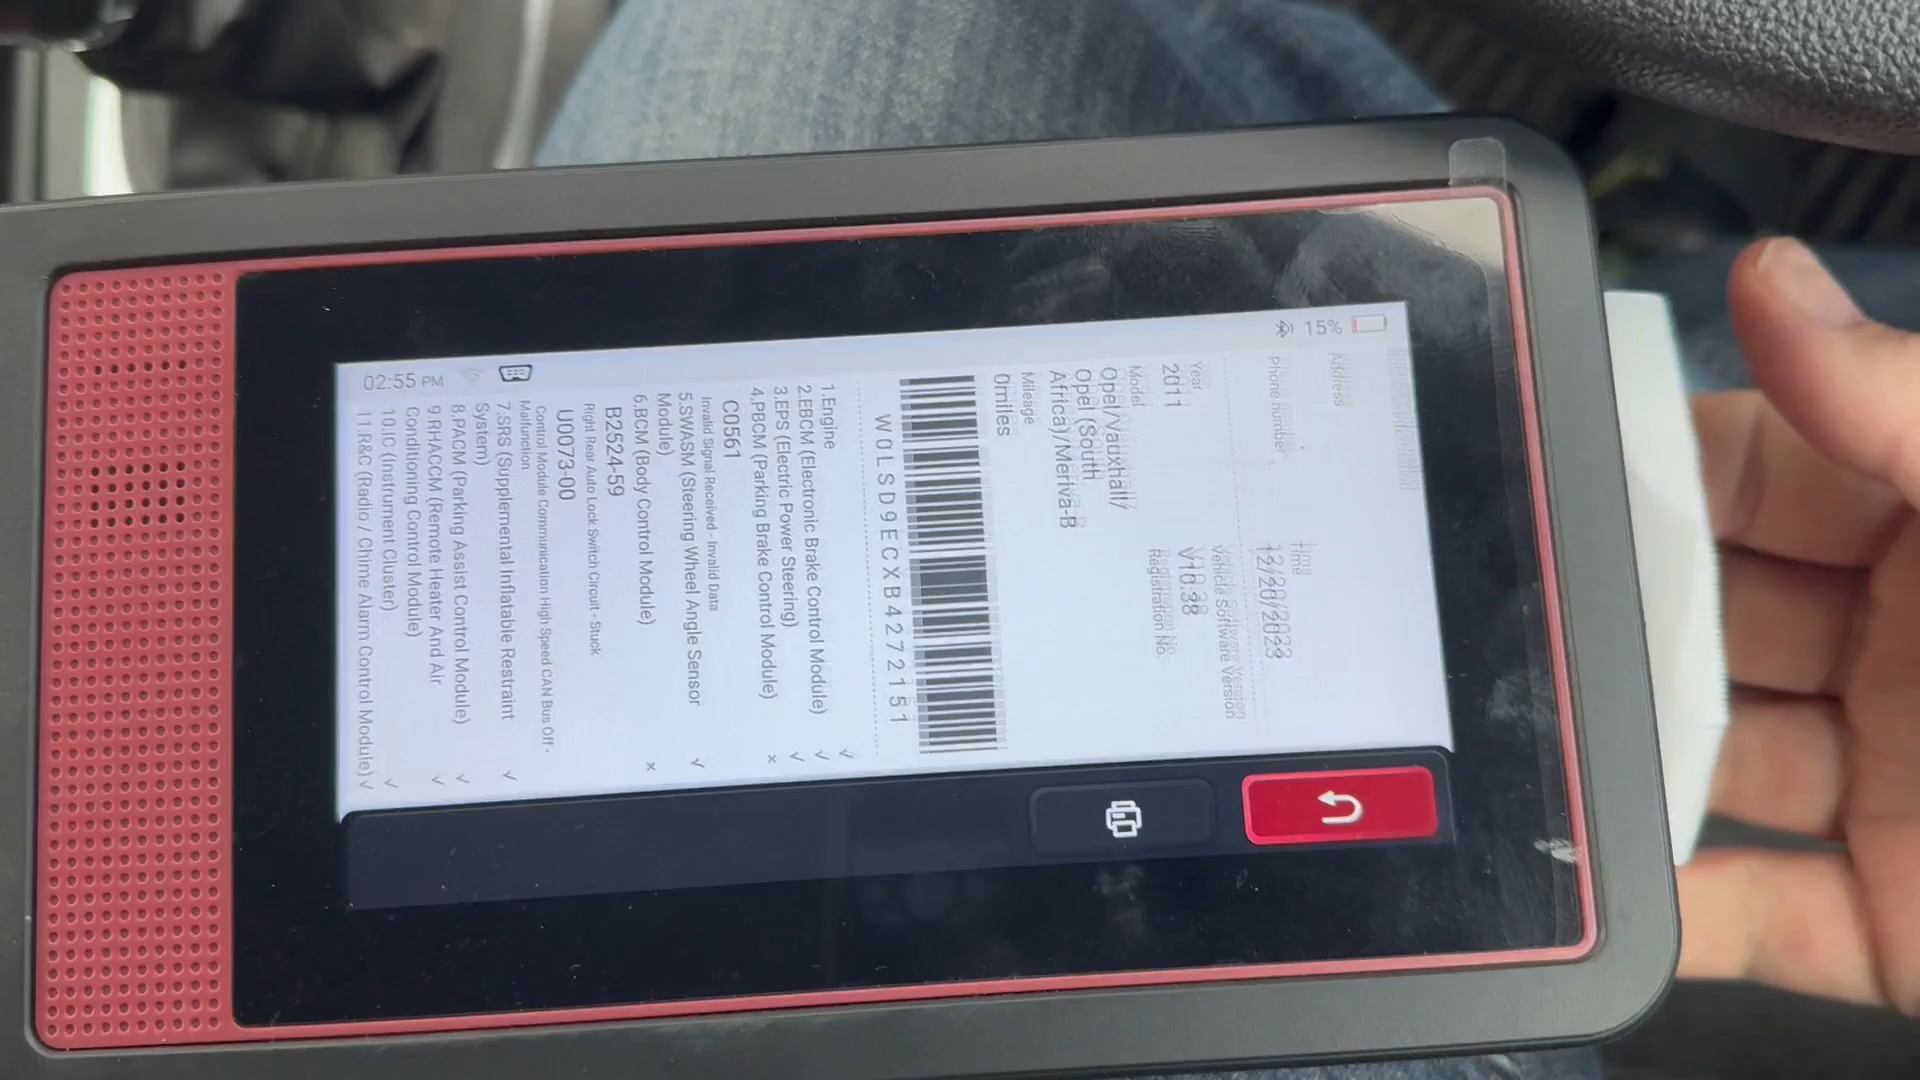 15%
Address
Phone number
Time
12/20/2023
Year
2011
Vehicle Software Version
V10.38
Model
Opel/Vauxhall/
Opel (South
Africa)/Meriva-B
Registration No.
Mileage
0miles
W0LSD9ECXB4272151
1.Engine √
2.EBCM (Electronic Brake Control Module) √
3.EPS (Electric Power Steering) √
4.PBCM (Parking Brake Control Module) ×
C0561
Invalid Signal Received - Invalid Data
5.SWASM (Steering Wheel Angle Sensor √
Module)
6.BCM (Body Control Module) ×
B2524-59
Right Rear Auto Lock Switch Circuit - Stuck
U0073-00
Control Module Communication High Speed CAN Bus Off -
Malfunction
7.SRS (Supplemental Inflatable Restraint √
System)
8.PACM (Parking Assist Control Module) √
9.RHACCM (Remote Heater And Air √
Conditioning Control Module)
10.IC (Instrument Cluster) √
11.R&C (Radio / Chime Alarm Control Module) √
02:55 PM